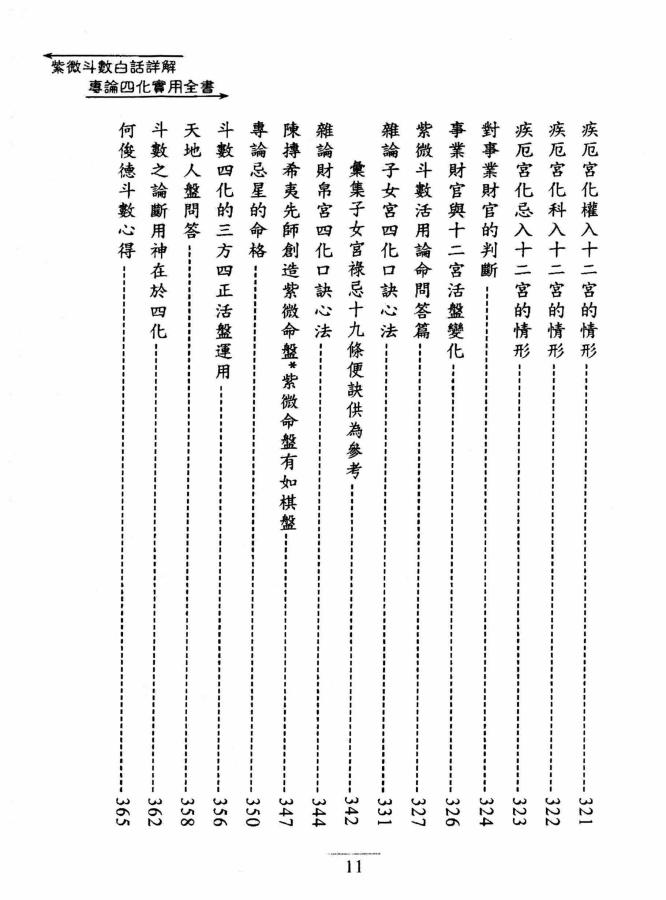 紫微斗數白話詳解
專論四化實用全書
疾厄宮化權入十二宮的情形 321
疾厄宮化科入十二宮的情形 322
疾厄宮化忌入十二宮的情形 323
對事業財官的判斷 324
事業財官與十二宮活盤變化 326
紫微斗數活用論命問答篇 327
雜論子女宮四化口訣心法 331
彙集子女宮祿忌十九條便訣供為參考 342
雜論財帛宮四化口訣心法 344
陳摶希夷先師創造紫微命盤*紫微命盤有如棋盤 347
專論忌星的命格 350
斗數四化的三方四正活盤運用 356
天地人盤問答 358
斗數之論斷用神在於四化 362
何俊德斗數心得 365
11